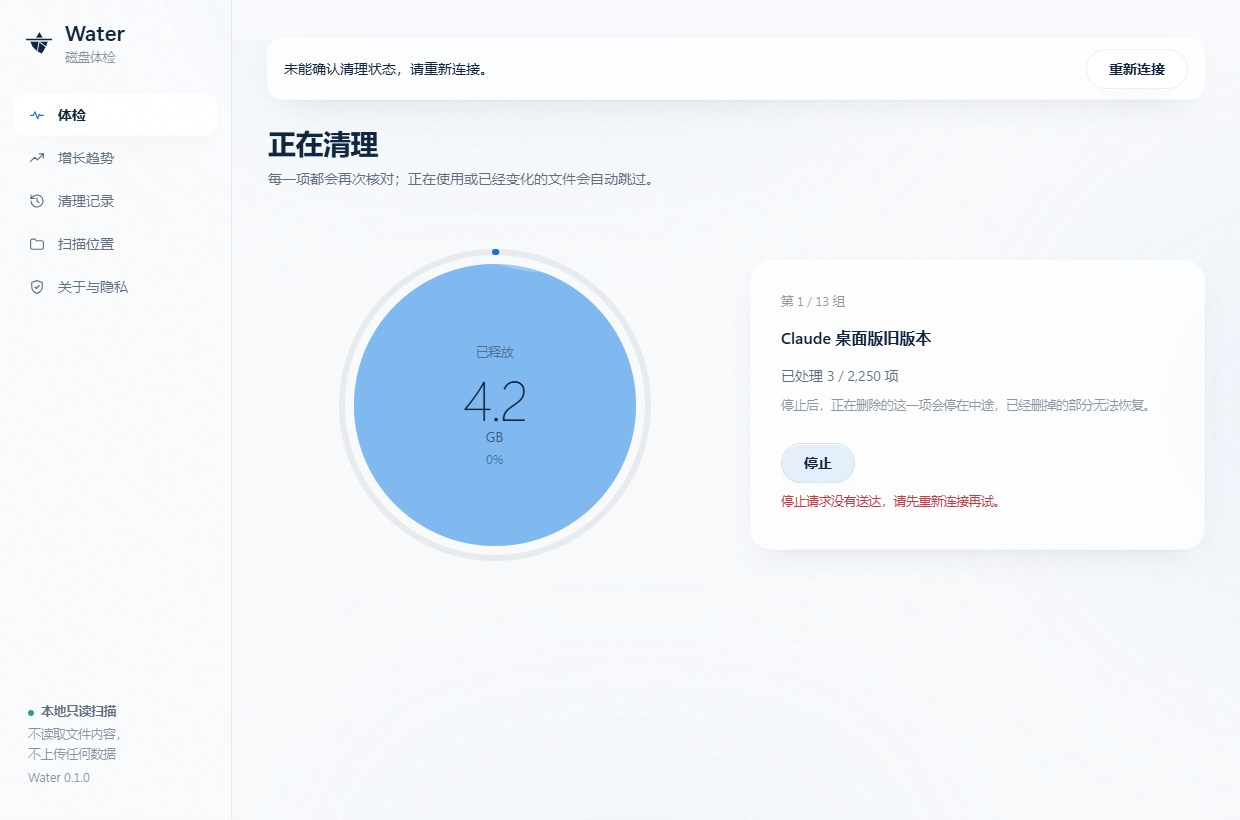 Water
磁盘体检
体检
增长趋势
清理记录
扫描位置
关于与隐私
本地只读扫描
不读取文件内容，
不上传任何数据
Water 0.1.0
未能确认清理状态，请重新连接。
重新连接
正在清理
每一项都会再次核对；正在使用或已经变化的文件会自动跳过。
已释放
4.2
GB
0%
第 1 / 13 组
Claude 桌面版旧版本
已处理 3 / 2,250 项
停止后，正在删除的这一项会停在中途，已经删掉的部分无法恢复。
停止
停止请求没有送达，请先重新连接再试。